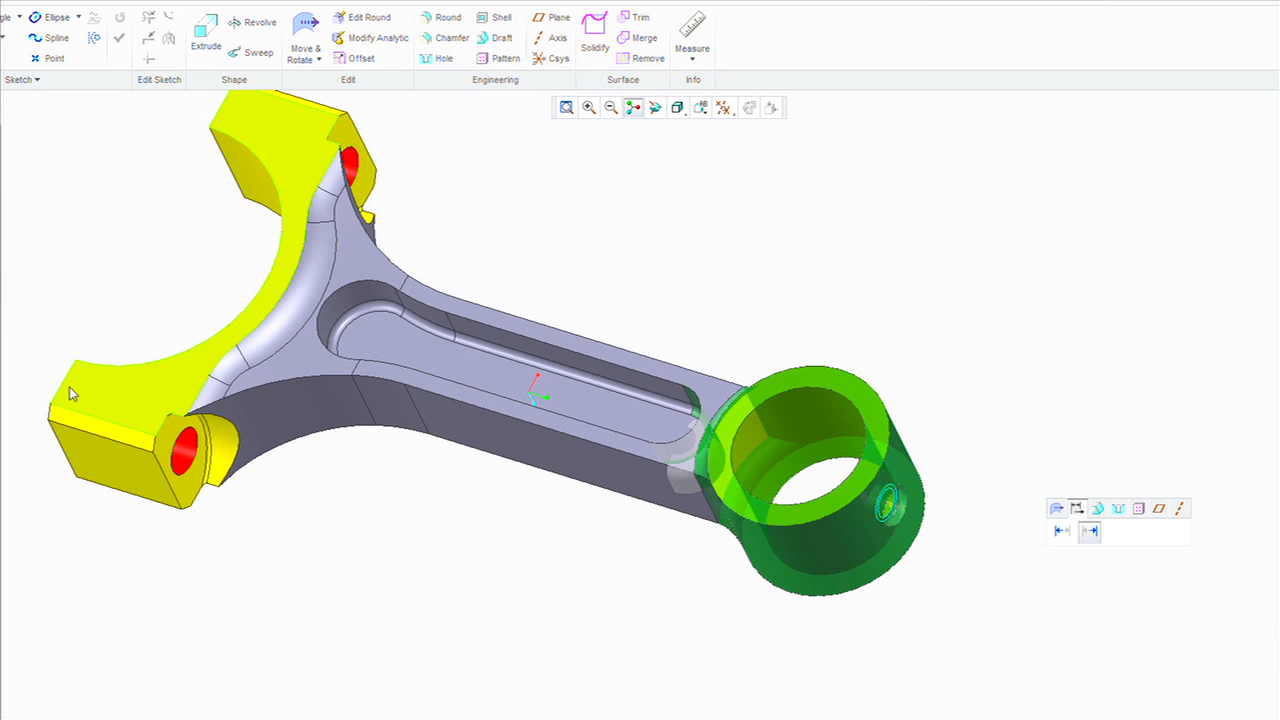 gle Ellipse Revolve Edit Round Round Shell Plane Trim
Spline Extrude Move & Rotate Modify Analytic Chamfer Draft Axis Solidify Merge Measure
Point Sweep Offset Hole Pattern Csys Remove
Sketch Edit Sketch Shape Edit Engineering Surface Info